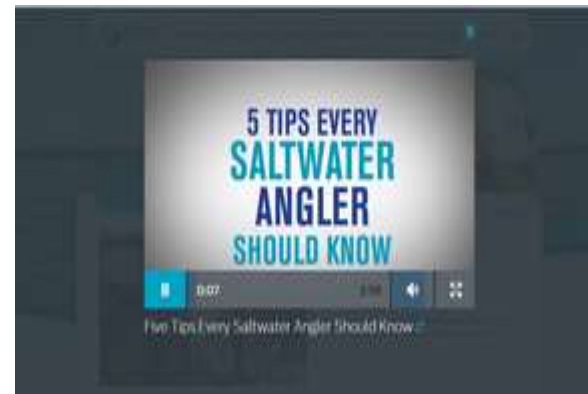 5 TIPS EVERY
SALTWATER
ANGLER
SHOULD KNOW
0:07
Five Tips Every Saltwater Angler Should Know